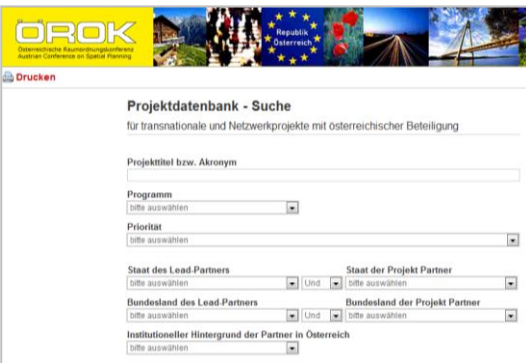 ÖROK
Österreichische Raumordnungskonferenz
Austrian Conference on Spatial Planning
Republik
Österreich
Drucken
Projektdatenbank - Suche
für transnationale und Netzwerkprojekte mit österreichischer Beteiligung
Projekttitel bzw. Akronym
Programm
bitte auswählen
Priorität
bitte auswählen
Staat des Lead-Partners Staat der Projekt Partner
bitte auswählen Und bitte auswählen
Bundesland des Lead-Partners Bundesland der Projekt Partner
bitte auswählen Und bitte auswählen
Institutioneller Hintergrund der Partner in Österreich
bitte auswählen